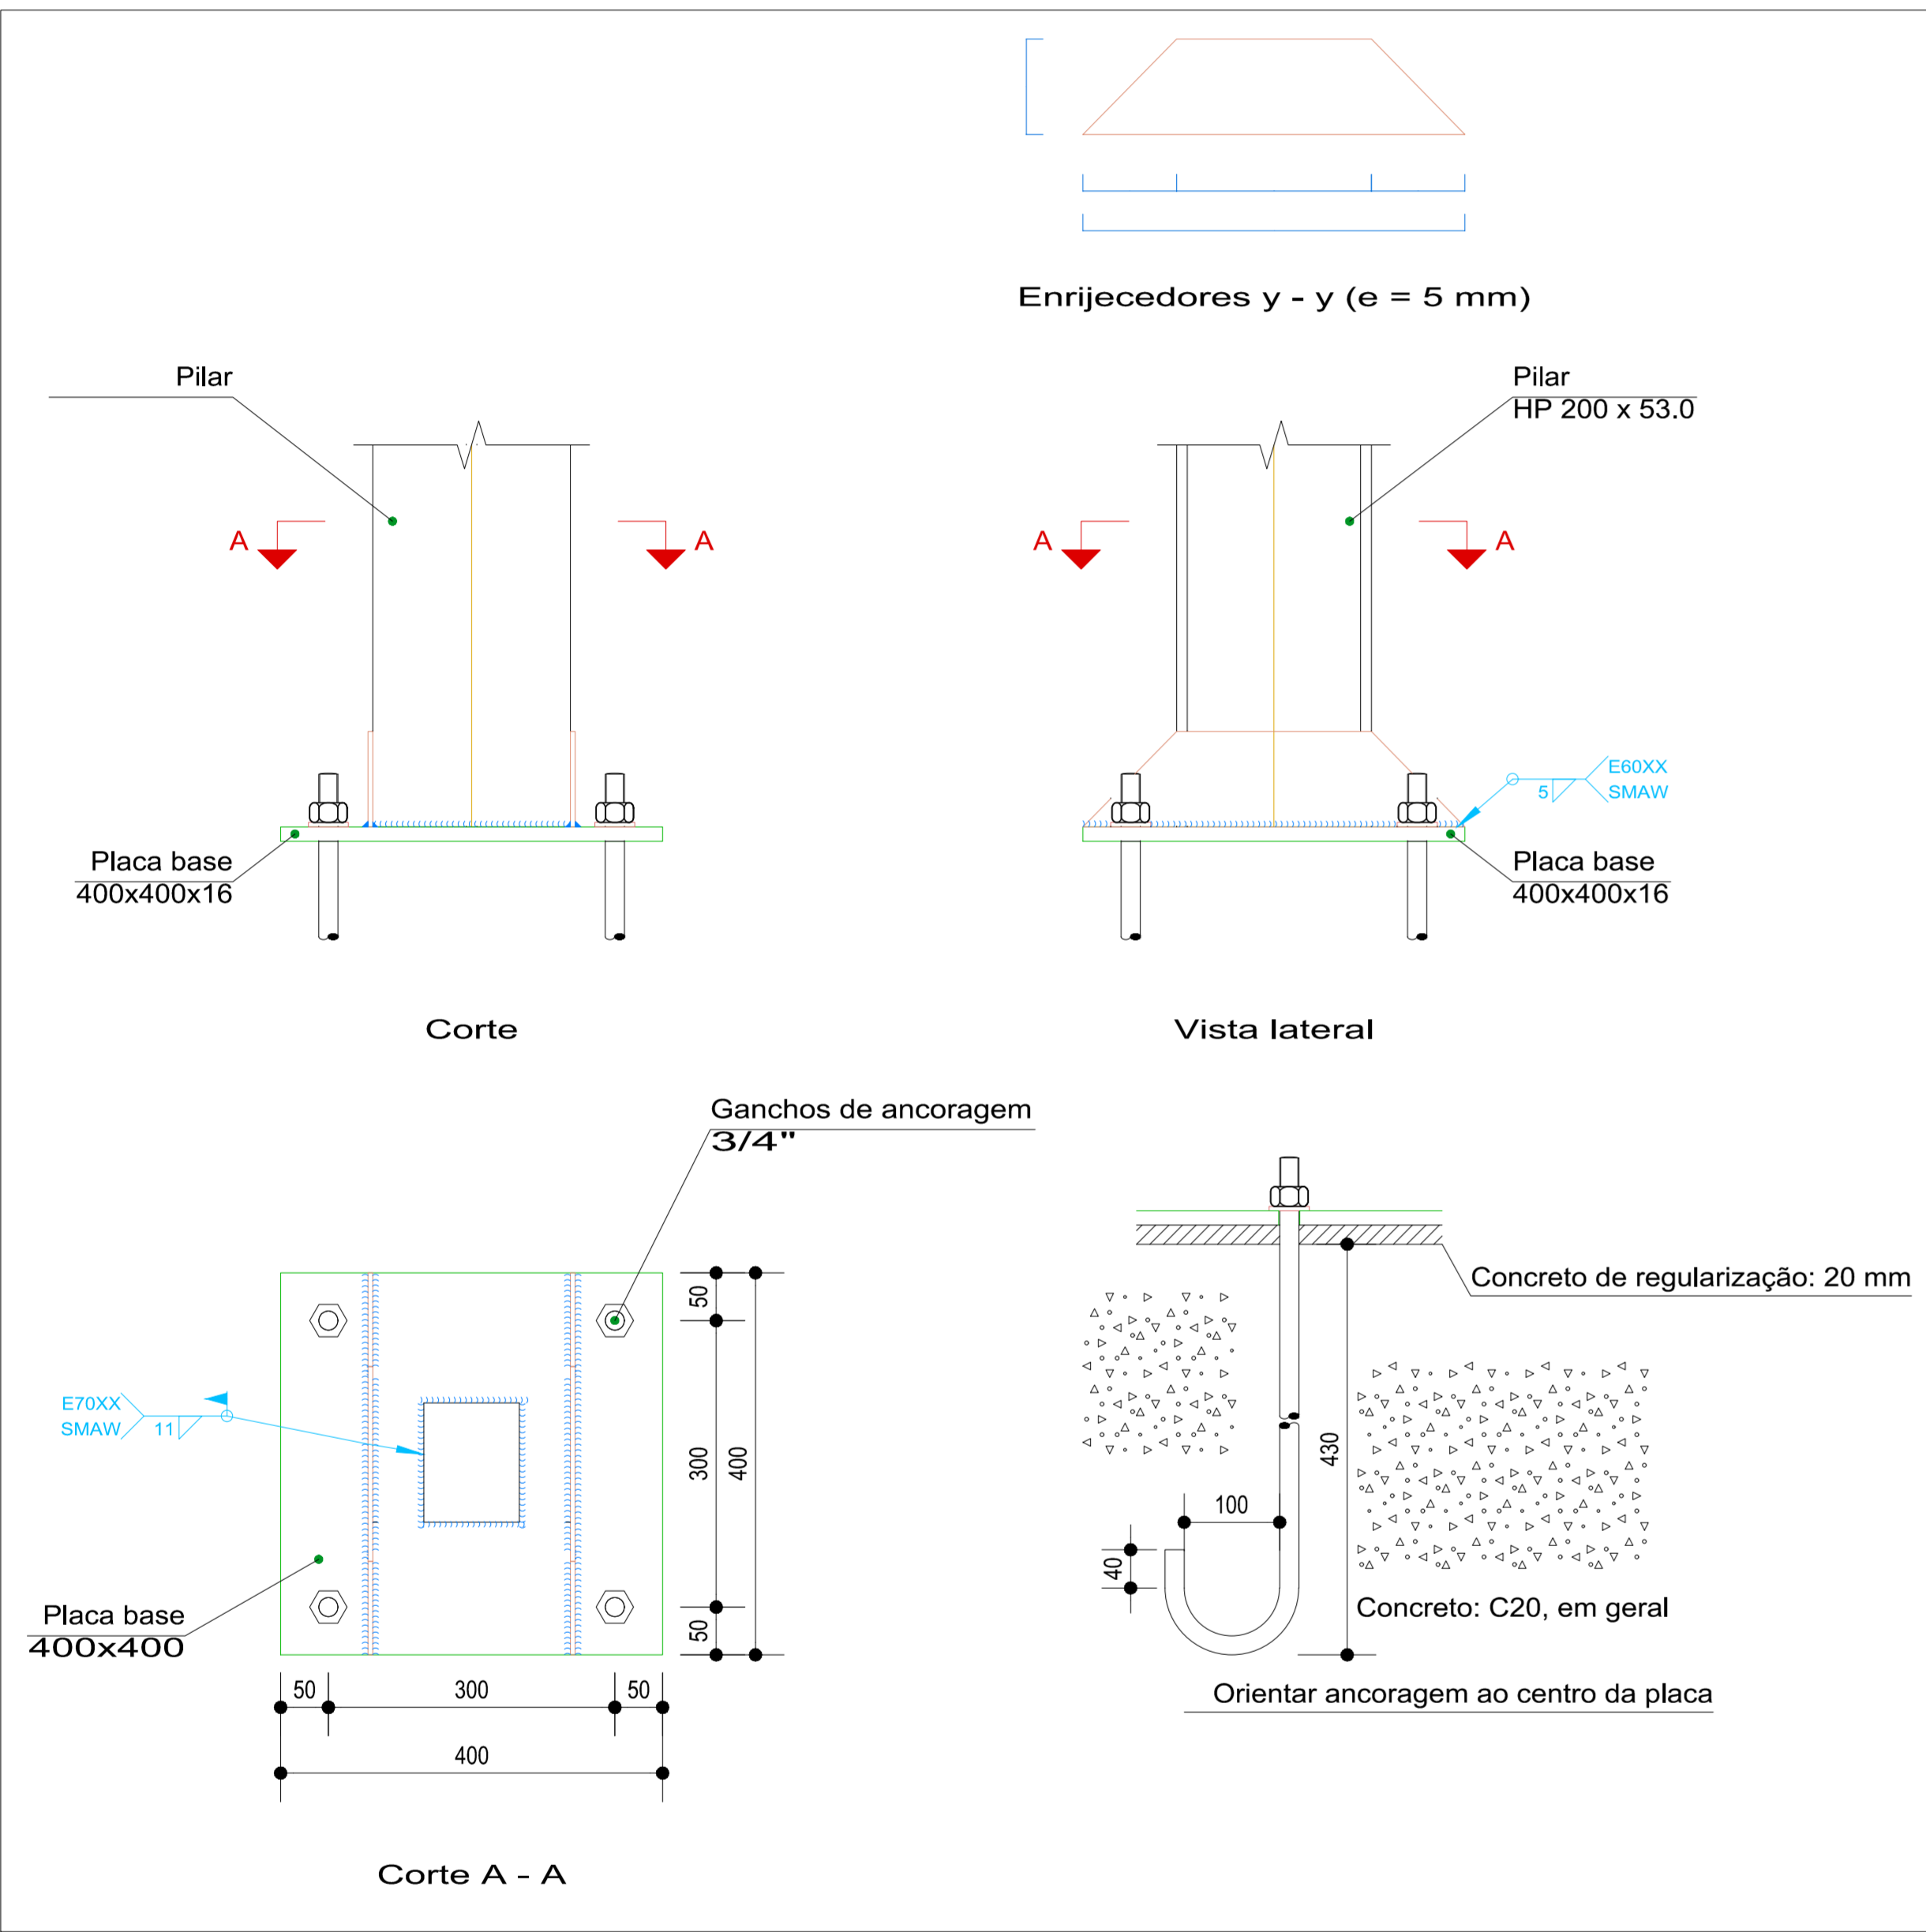 Enrijecedores y - y (e = 5 mm)
Pilar
Pilar
HP 200 x 53.0
A
A
A
A
E60XX
5
SMAW
Placa base
400x400x16
Placa base
400x400x16
Corte
Vista lateral
Ganchos de ancoragem
3/4"
50
300
400
50
E70XX
SMAW
11
Placa base
400x400
50
300
50
400
Corte A - A
Concreto de regularização: 20 mm
430
100
40
Concreto: C20, em geral
Orientar ancoragem ao centro da placa